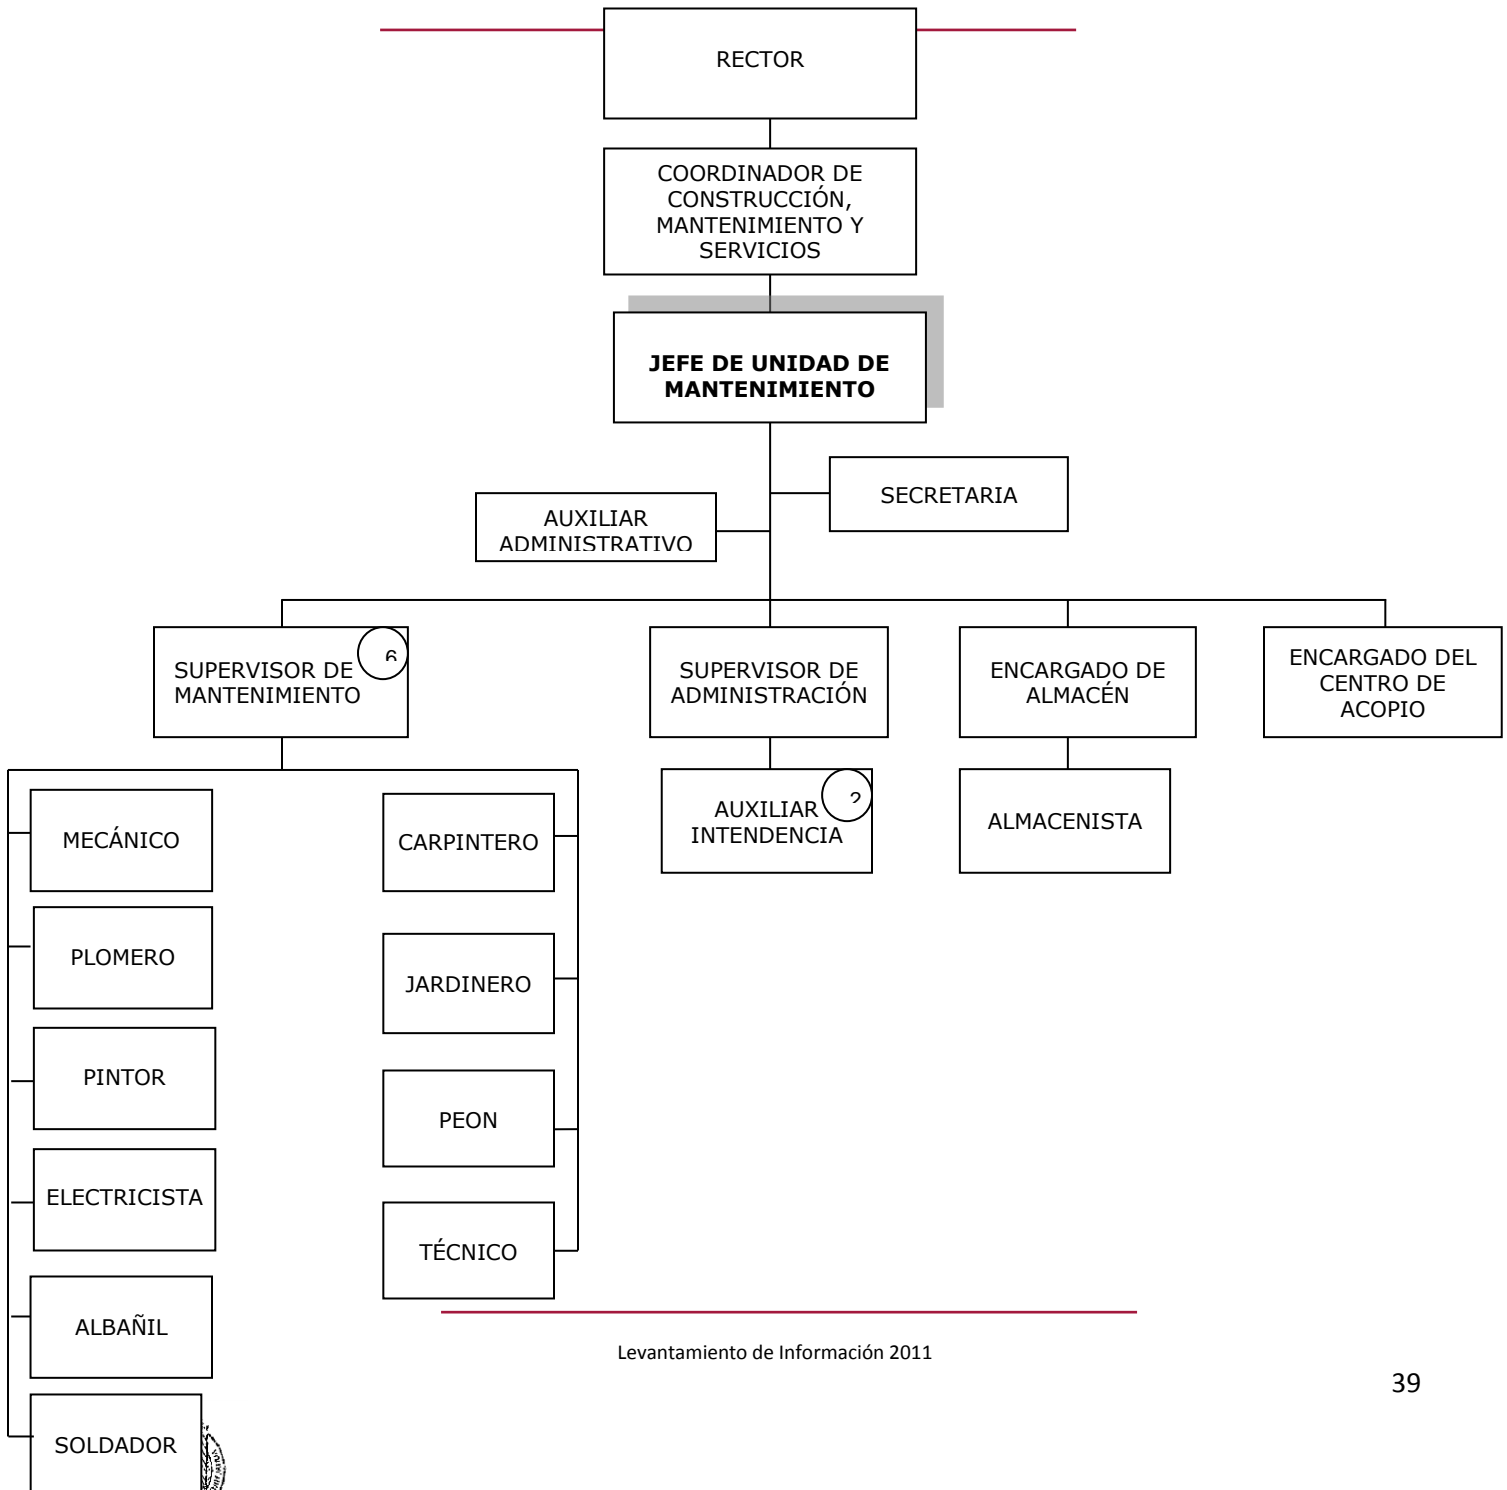 RECTOR
COORDINADOR DE
CONSTRUCCIÓN,
MANTENIMIENTO Y
SERVICIOS
JEFE DE UNIDAD DE
MANTENIMIENTO
SECRETARIA
AUXILIAR
ADMINISTRATIVO
SUPERVISOR DE
MANTENIMIENTO
6
SUPERVISOR DE
ADMINISTRACIÓN
ENCARGADO DE
ALMACÉN
ENCARGADO DEL
CENTRO DE
ACOPIO
MECÁNICO
PLOMERO
PINTOR
ELECTRICISTA
ALBAÑIL
SOLDADOR
CARPINTERO
JARDINERO
PEON
TÉCNICO
AUXILIAR
INTENDENCIA
2
ALMACENISTA
Levantamiento de Información 2011
39